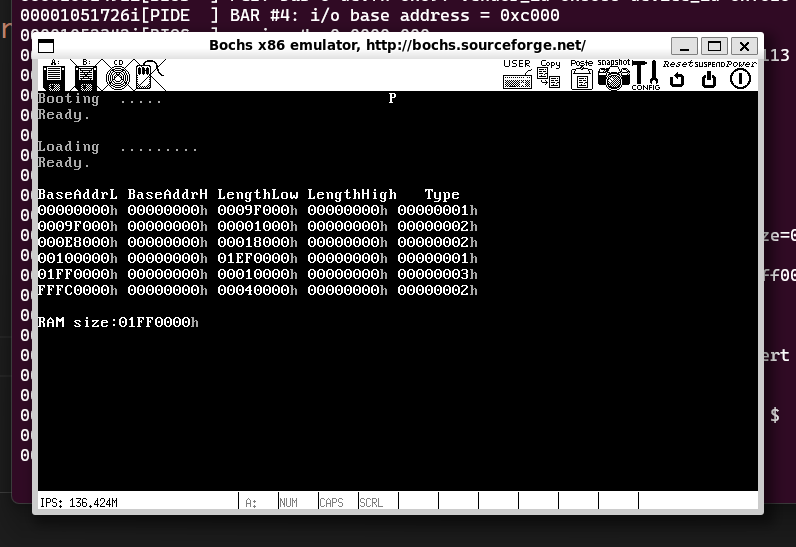 00001051726i[PIDE  ] BAR #4: i/o base address = 0xc000
Bochs x86 emulator, http://bochs.sourceforge.net/
A: B: CD USER Copy Paste Snapshot CONFIG Reset SUSPEND Power
Booting  .....                            P
Ready.
Loading  .........
Ready.
BaseAddrL BaseAddrH LengthLow LengthHigh   Type
00000000h 00000000h 0009F000h 00000000h 00000001h
0009F000h 00000000h 00001000h 00000000h 00000002h
000E8000h 00000000h 00018000h 00000000h 00000002h
00100000h 00000000h 01EF0000h 00000000h 00000001h
01FF0000h 00000000h 00010000h 00000000h 00000003h
FFFC0000h 00000000h 00040000h 00000000h 00000002h
RAM size:01FF0000h
IPS: 136.424M A: NUM CAPS SCRL